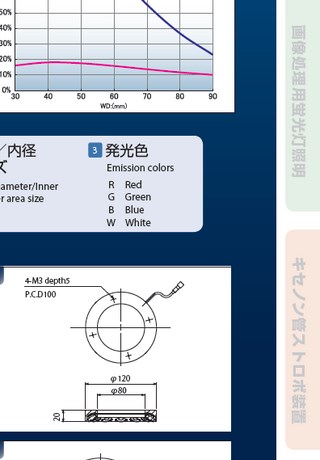 50%
40%
30%
20%
10%
0%
30 40 50 60 70 80 90
WD:(mm)
／内径
ズ
ameter/Inner
r area size
3 発光色
Emission colors
R Red
G Green
B Blue
W White
4-M3 depth5
P.C.D100
φ120
φ80
20
画像処理用蛍光灯照明
キセノン管ストロボ装置